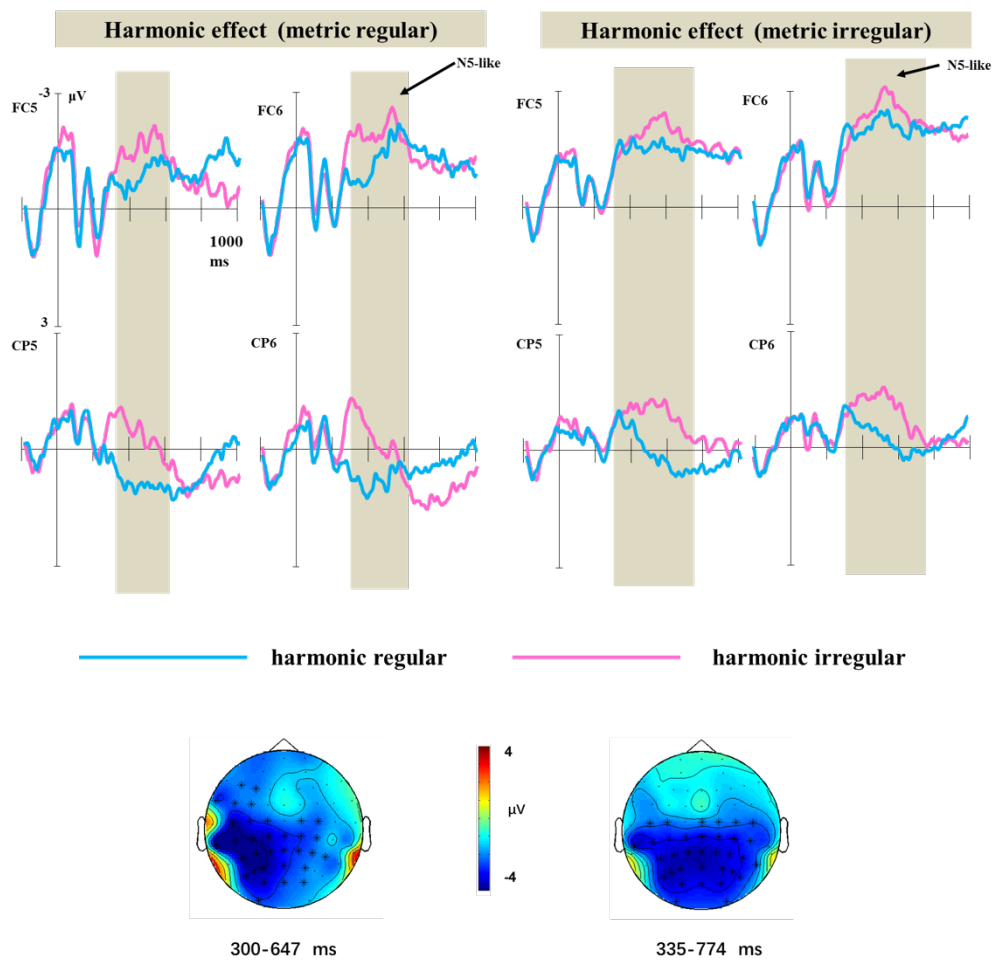 Harmonic effect (metric regular)
Harmonic effect (metric irregular)
N5-like
N5-like
-3
μV
FC5
FC6
FC5
FC6
1000
ms
3
CP5
CP6
CP5
CP6
harmonic regular
harmonic irregular
4
μV
-4
300-647 ms
335-774 ms